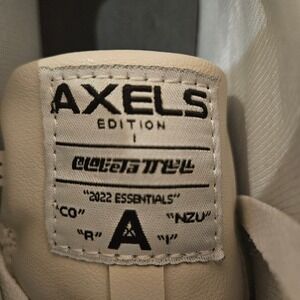 AXELS
EDITION
I
"2022 ESSENTIALS"
"CO" "NZU"
"R" A "I"